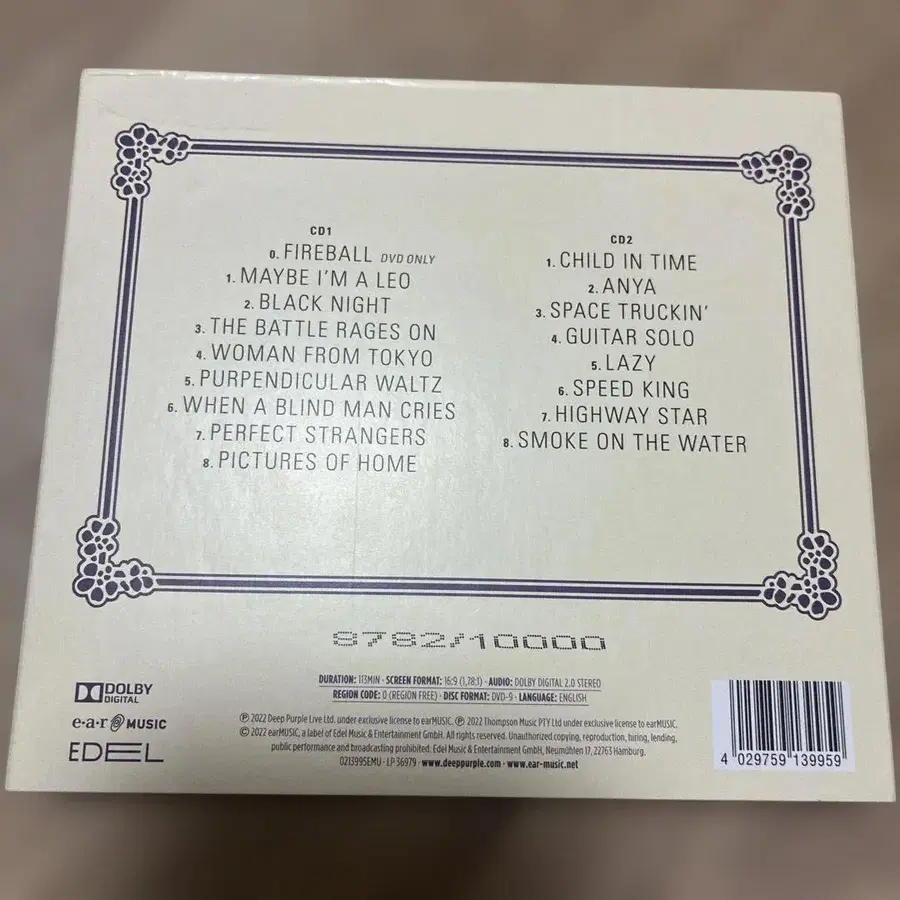 CD1
0. FIREBALL DVD ONLY
1. MAYBE I'M A LEO
2. BLACK NIGHT
3. THE BATTLE RAGES ON
4. WOMAN FROM TOKYO
5. PURPENDICULAR WALTZ
6. WHEN A BLIND MAN CRIES
7. PERFECT STRANGERS
8. PICTURES OF HOME
CD2
1. CHILD IN TIME
2. ANYA
3. SPACE TRUCKIN'
4. GUITAR SOLO
5. LAZY
6. SPEED KING
7. HIGHWAY STAR
8. SMOKE ON THE WATER
8782/10000
DURATION: 113MIN · SCREEN FORMAT: 16:9 (1,78:1) · AUDIO: DOLBY DIGITAL 2.0 STEREO
REGION CODE: 0 (REGION FREE) · DISC FORMAT: DVD-9 · LANGUAGE: ENGLISH
DOLBY
DIGITAL
e·a·r MUSIC
EDEL
℗ 2022 Deep Purple Live Ltd. under exclusive license to earMUSIC. ℗ 2022 Thompson Music PTY Ltd under exclusive license to earMUSIC.
© 2022 earMUSIC, a label of Edel Music & Entertainment GmbH. All rights reserved. Unauthorized copying, reproduction, hiring, lending,
public performance and broadcasting prohibited. Edel Music & Entertainment GmbH, Neumühlen 17, 22763 Hamburg.
0213995EMU · LP 36979 · www.deeppurple.com · www.ear-music.net
4 029759 139959